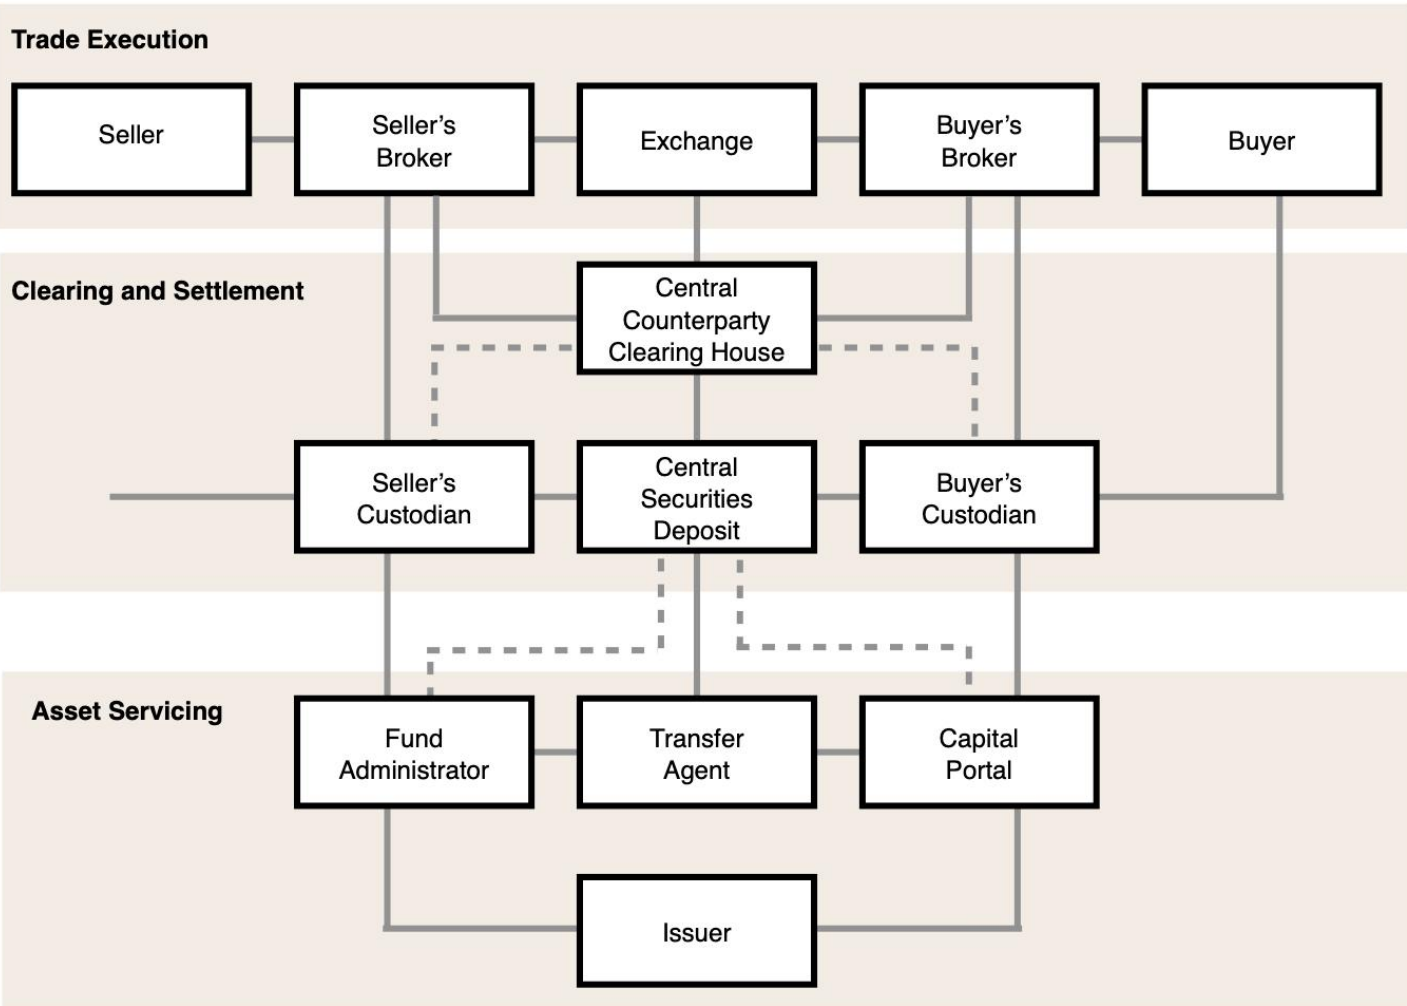 Trade Execution
Seller
Seller's
Broker
Exchange
Buyer's
Broker
Buyer
Clearing and Settlement
Central
Counterparty
Clearing House
Seller's
Custodian
Central
Securities
Deposit
Buyer's
Custodian
Asset Servicing
Fund
Administrator
Transfer
Agent
Capital
Portal
Issuer